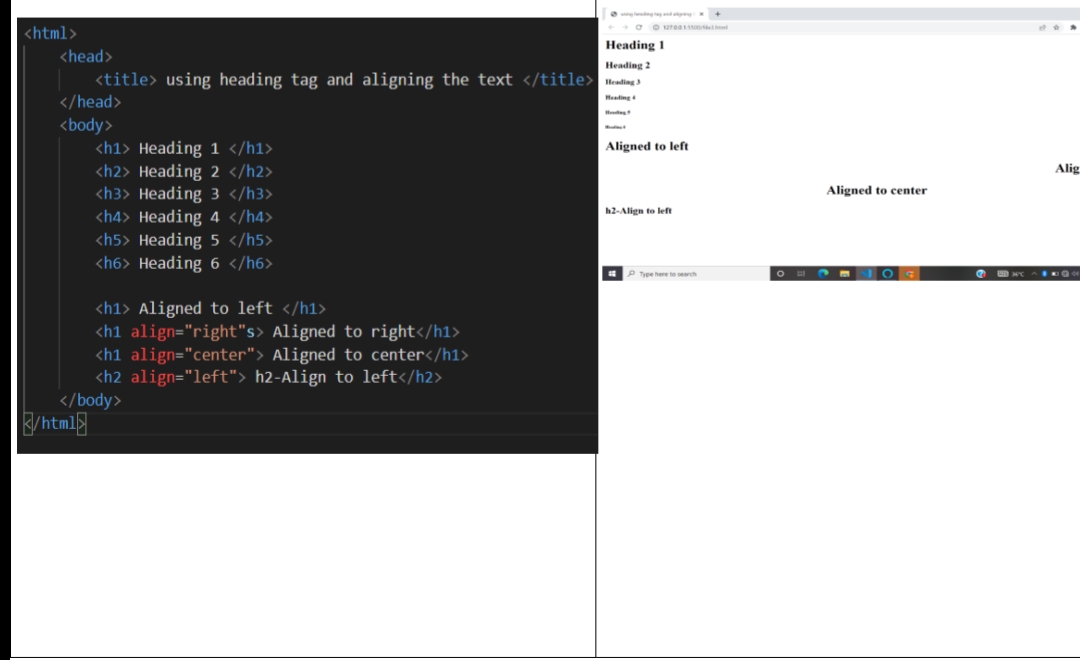 <html>
<head>
<title> using heading tag and aligning the text </title>
</head>
<body>
<h1> Heading 1 </h1>
<h2> Heading 2 </h2>
<h3> Heading 3 </h3>
<h4> Heading 4 </h4>
<h5> Heading 5 </h5>
<h6> Heading 6 </h6>
<h1> Aligned to left </h1>
<h1 align="right"s> Aligned to right</h1>
<h1 align="center"> Aligned to center</h1>
<h2 align="left"> h2-Align to left</h2>
</body>
</html>
using heading tag and aligning
127.0.0.1:5500/file3.html
Heading 1
Heading 2
Heading 3
Heading 4
Heading 5
Heading 6
Aligned to left
Alig
Aligned to center
h2-Align to left
Type here to search
36°C